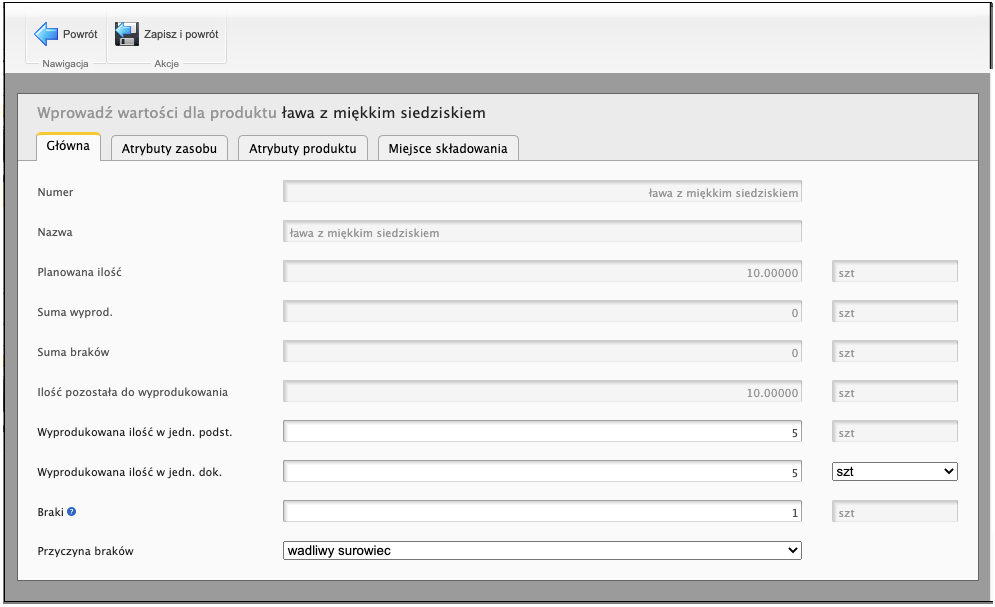 Powrót
Zapisz i powrót
Nawigacja
Akcje
Wprowadź wartości dla produktu ława z miękkim siedziskiem
Główna
Atrybuty zasobu
Atrybuty produktu
Miejsce składowania
Numer ława z miękkim siedziskiem
Nazwa ława z miękkim siedziskiem
Planowana ilość 10.00000 szt
Suma wyprod. 0 szt
Suma braków 0 szt
Ilość pozostała do wyprodukowania 10.00000 szt
Wyprodukowana ilość w jedn. podst. 5 szt
Wyprodukowana ilość w jedn. dok. 5 szt
Braki ? 1 szt
Przyczyna braków wadliwy surowiec